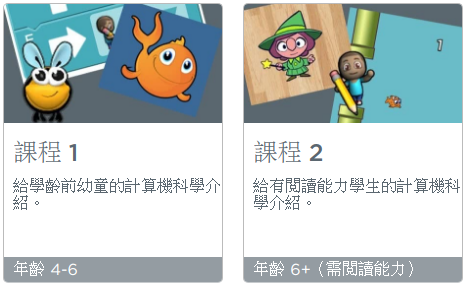 1
課程 1
給學齡前幼童的計算機科學介
紹。
年齡 4-6
課程 2
給有閱讀能力學生的計算機科
學介紹。
年齡 6+（需閱讀能力）